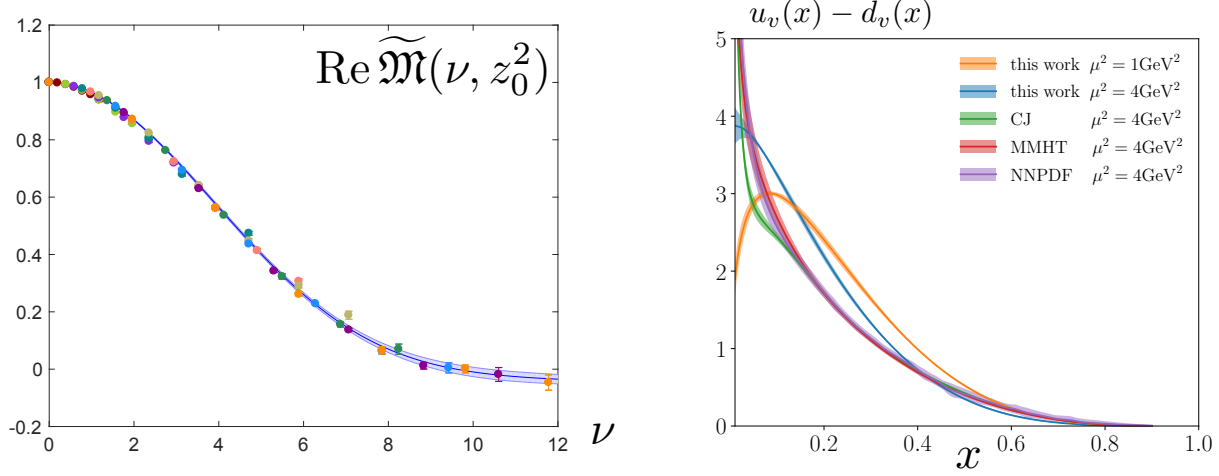 1.2
1
0.8
0.6
0.4
0.2
0
-0.2
0 2 4 6 8 10 12
Re 𝔐̃(ν, z₀²)
ν
u_v(x) − d_v(x)
5
4
3
2
1
0
0.2 0.4 0.6 0.8 1.0
x
this work μ² = 1GeV²
this work μ² = 4GeV²
CJ μ² = 4GeV²
MMHT μ² = 4GeV²
NNPDF μ² = 4GeV²